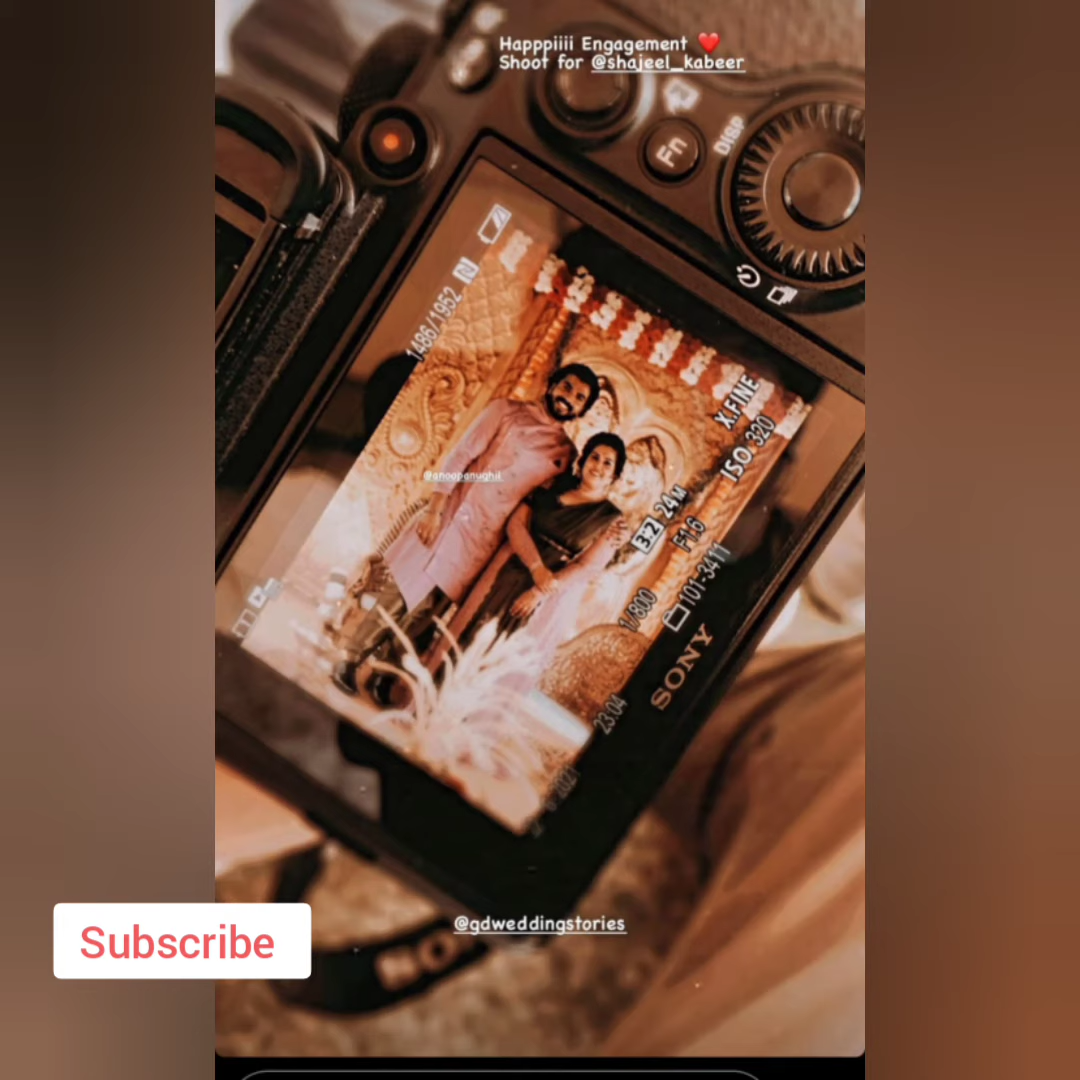 Happpiiii Engagement ❤️
Shoot for @shajeel_kabeer
Fn
DISP
1486/1952
X.FINE
ISO 320
@anoopanughil
3:2 24M
F1.6
1/800
101-3411
SONY
23:04
@gdweddingstories
Subscribe